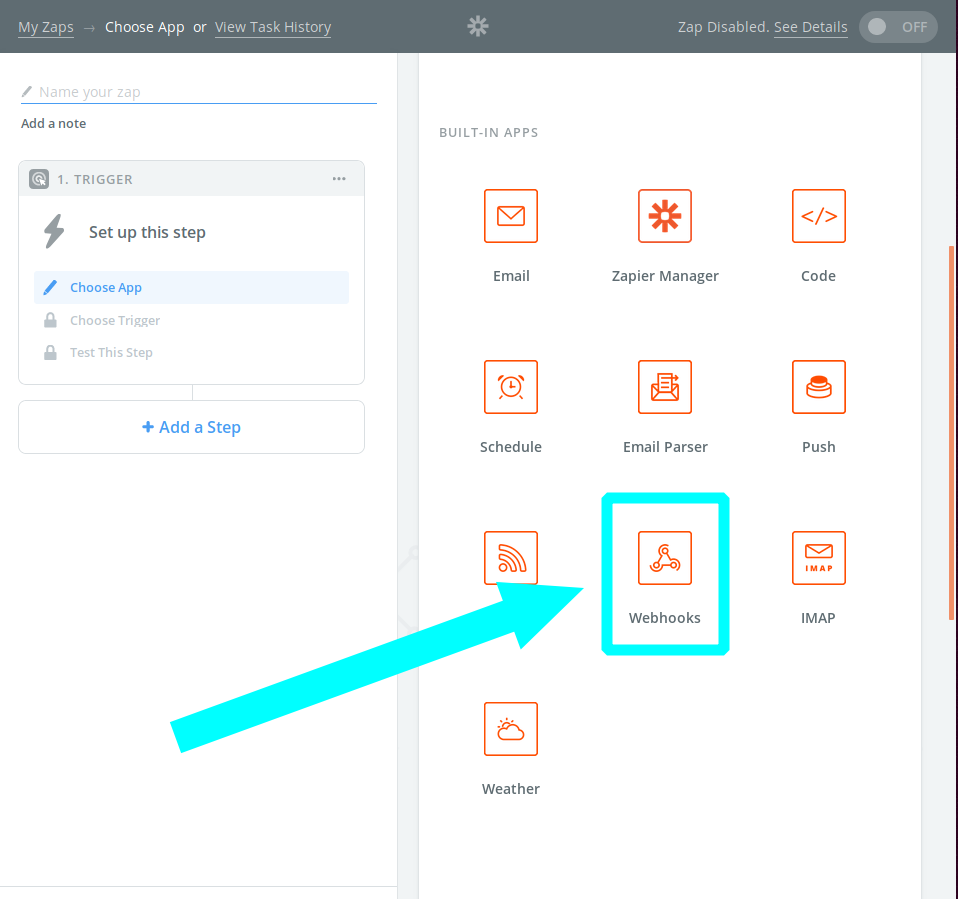 My Zaps → Choose App or View Task History
Zap Disabled. See Details OFF
Name your zap
Add a note
1. TRIGGER
Set up this step
Choose App
Choose Trigger
Test This Step
+ Add a Step
BUILT-IN APPS
Email Zapier Manager Code
Schedule Email Parser Push
IMAP
Webhooks IMAP
Weather